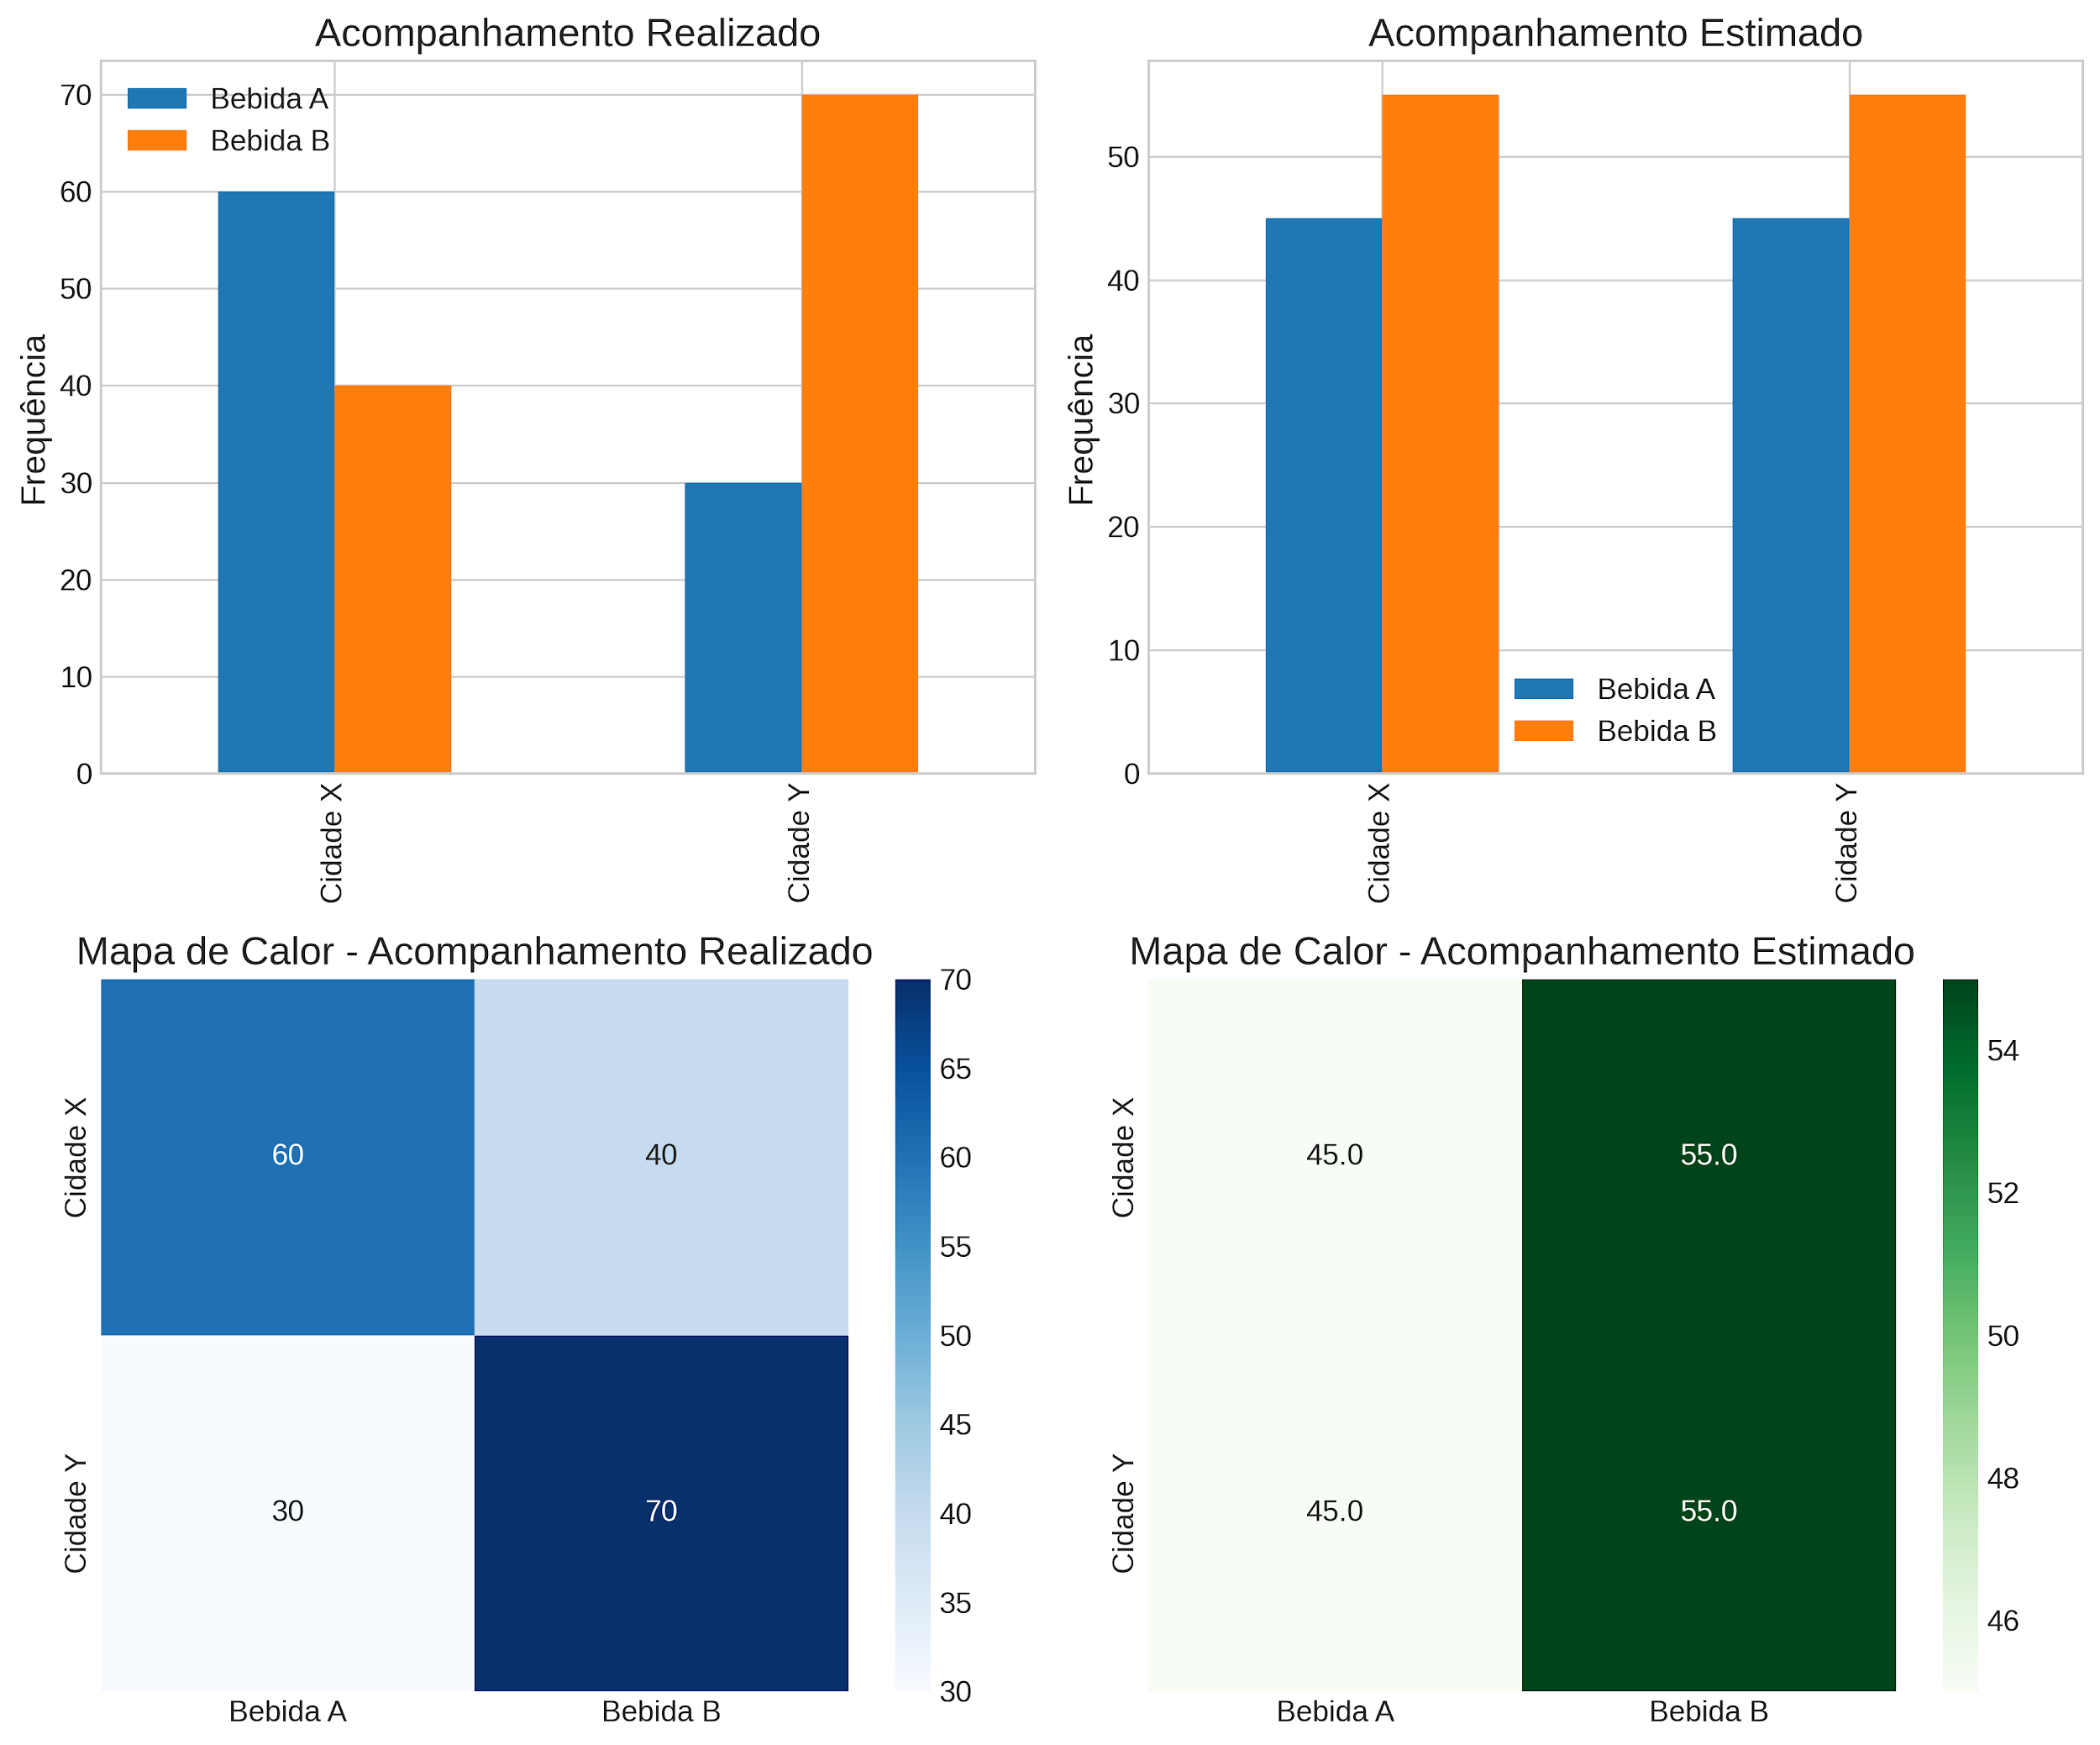 Acompanhamento Realizado
Frequência
70
60
50
40
30
20
10
0
Bebida A
Bebida B
Cidade X
Cidade Y
Acompanhamento Estimado
Frequência
50
40
30
20
10
0
Bebida A
Bebida B
Cidade X
Cidade Y
Mapa de Calor - Acompanhamento Realizado
Cidade X
60
40
Cidade Y
30
70
Bebida A
Bebida B
70
65
60
55
50
45
40
35
30
Mapa de Calor - Acompanhamento Estimado
Cidade X
45.0
55.0
Cidade Y
45.0
55.0
Bebida A
Bebida B
54
52
50
48
46